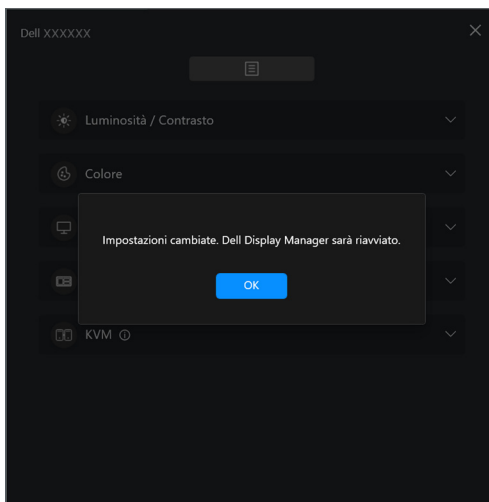 Dell XXXXXX
Luminosità / Contrasto
Colore
Impostazioni cambiate. Dell Display Manager sarà riavviato.
OK
KVM